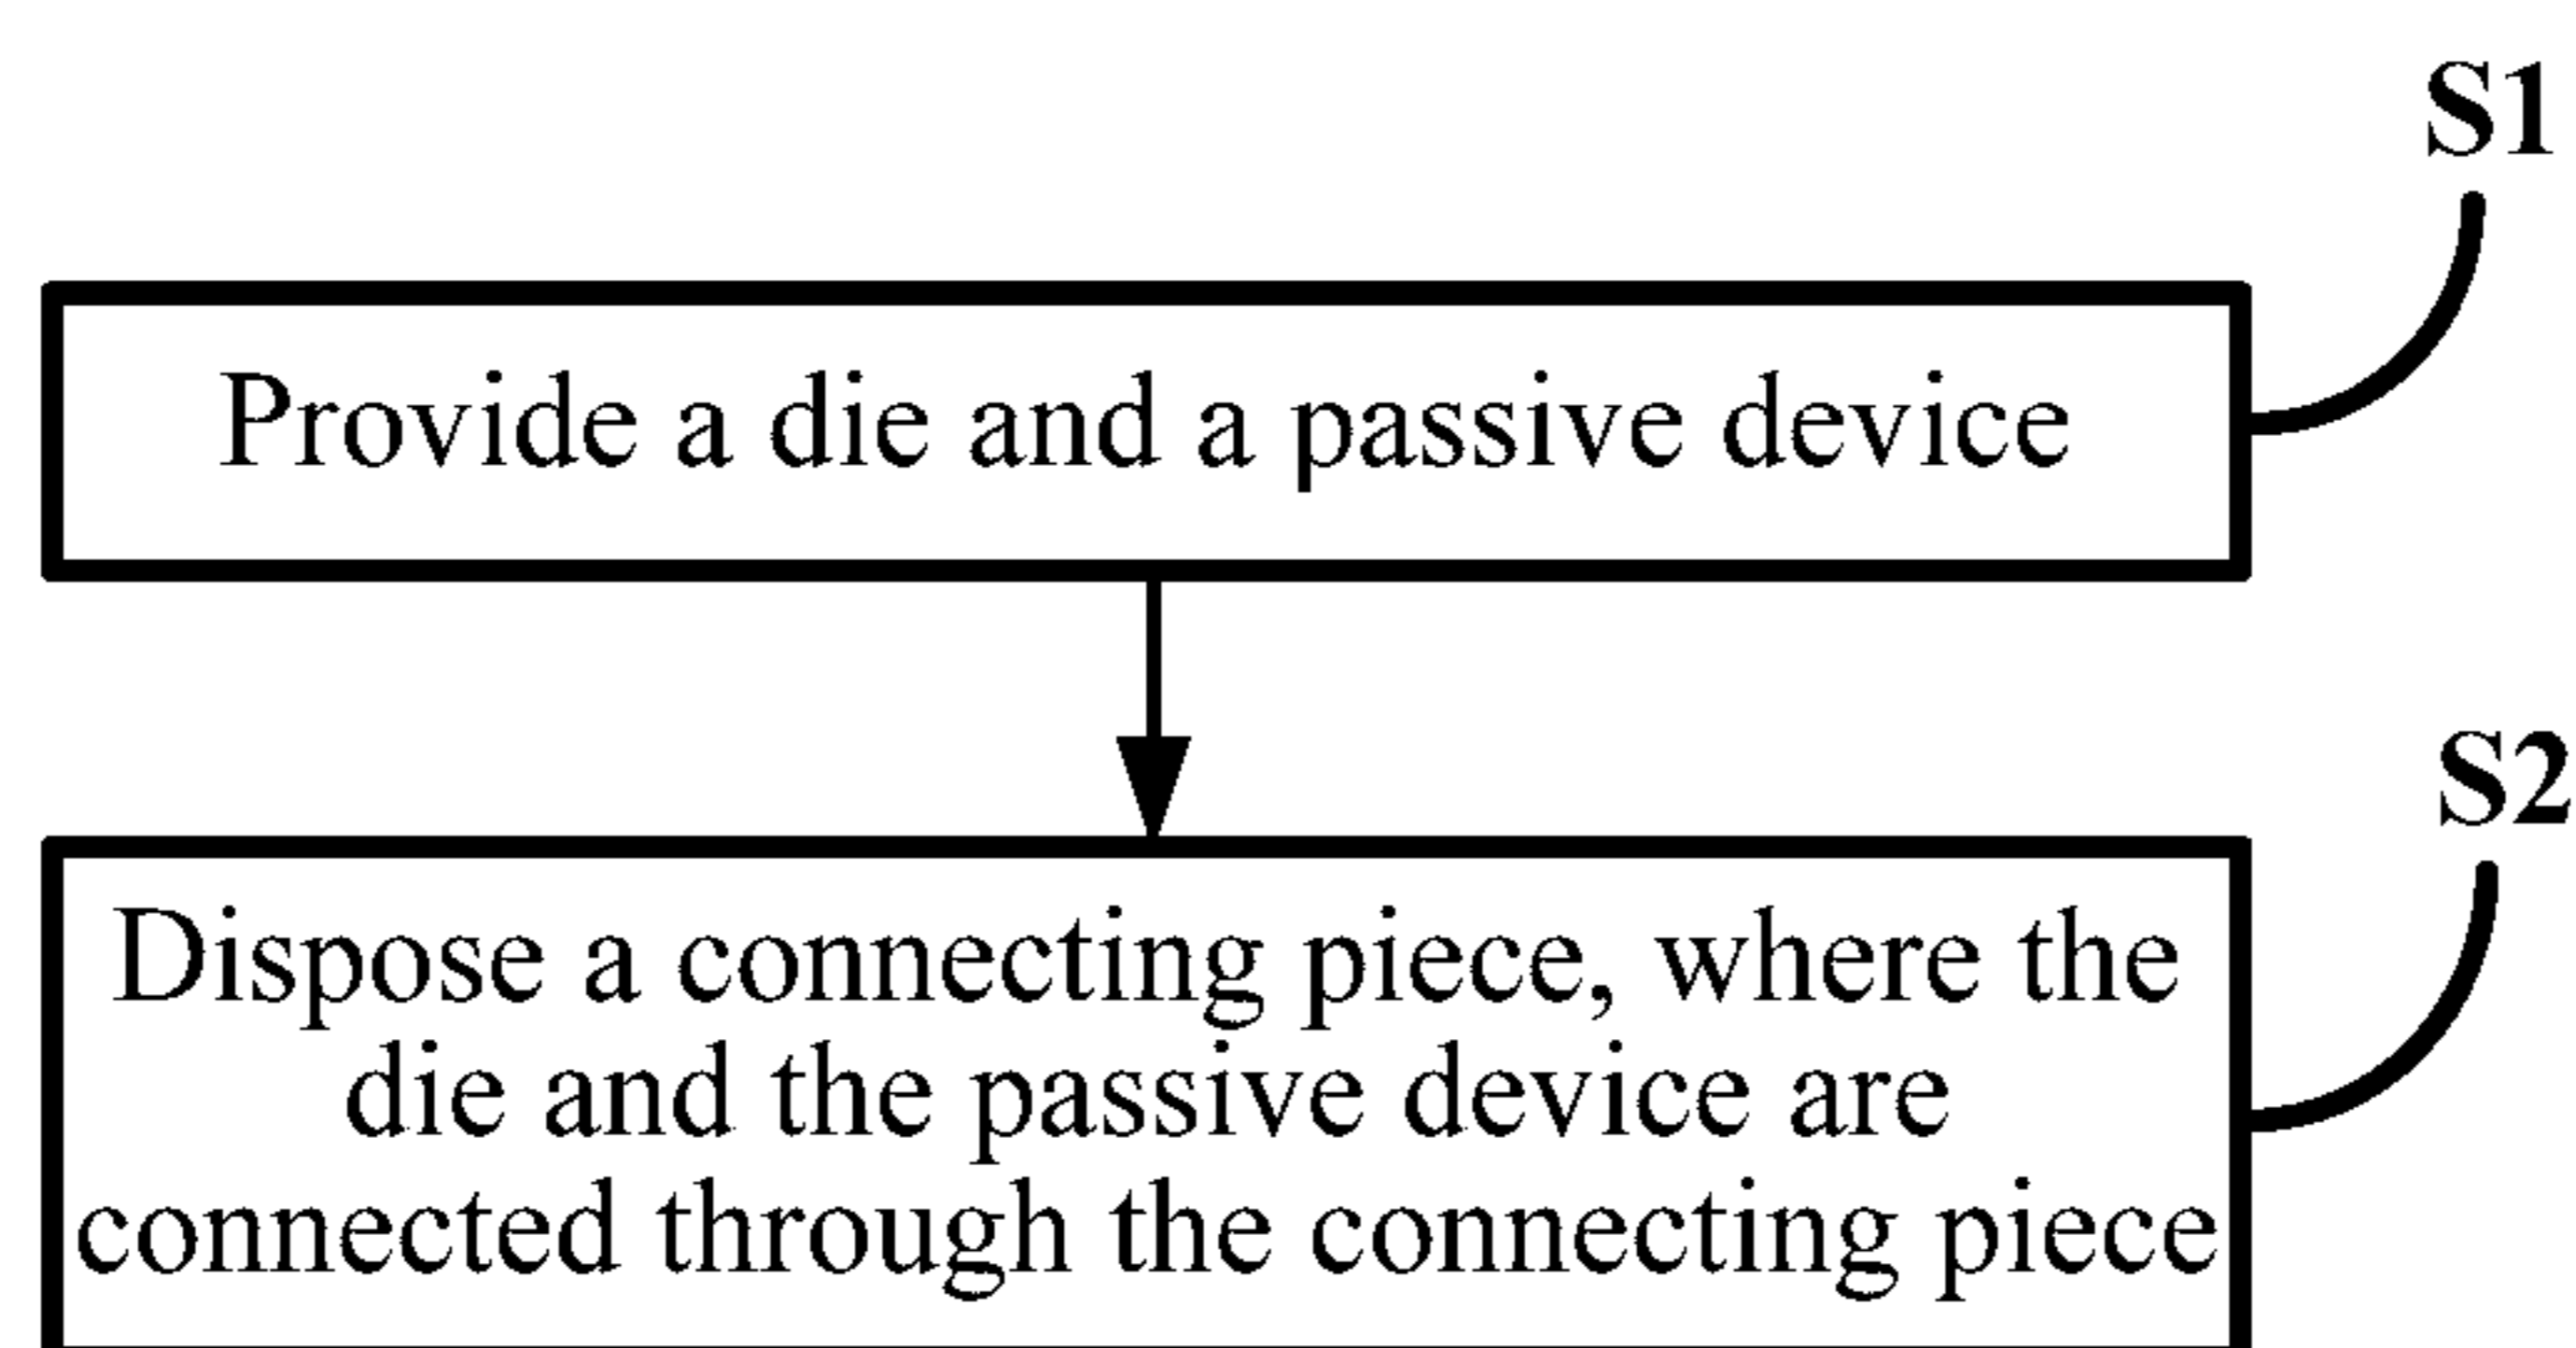 S1
Provide a die and a passive device
S2
Dispose a connecting piece, where the
die and the passive device are
connected through the connecting piece